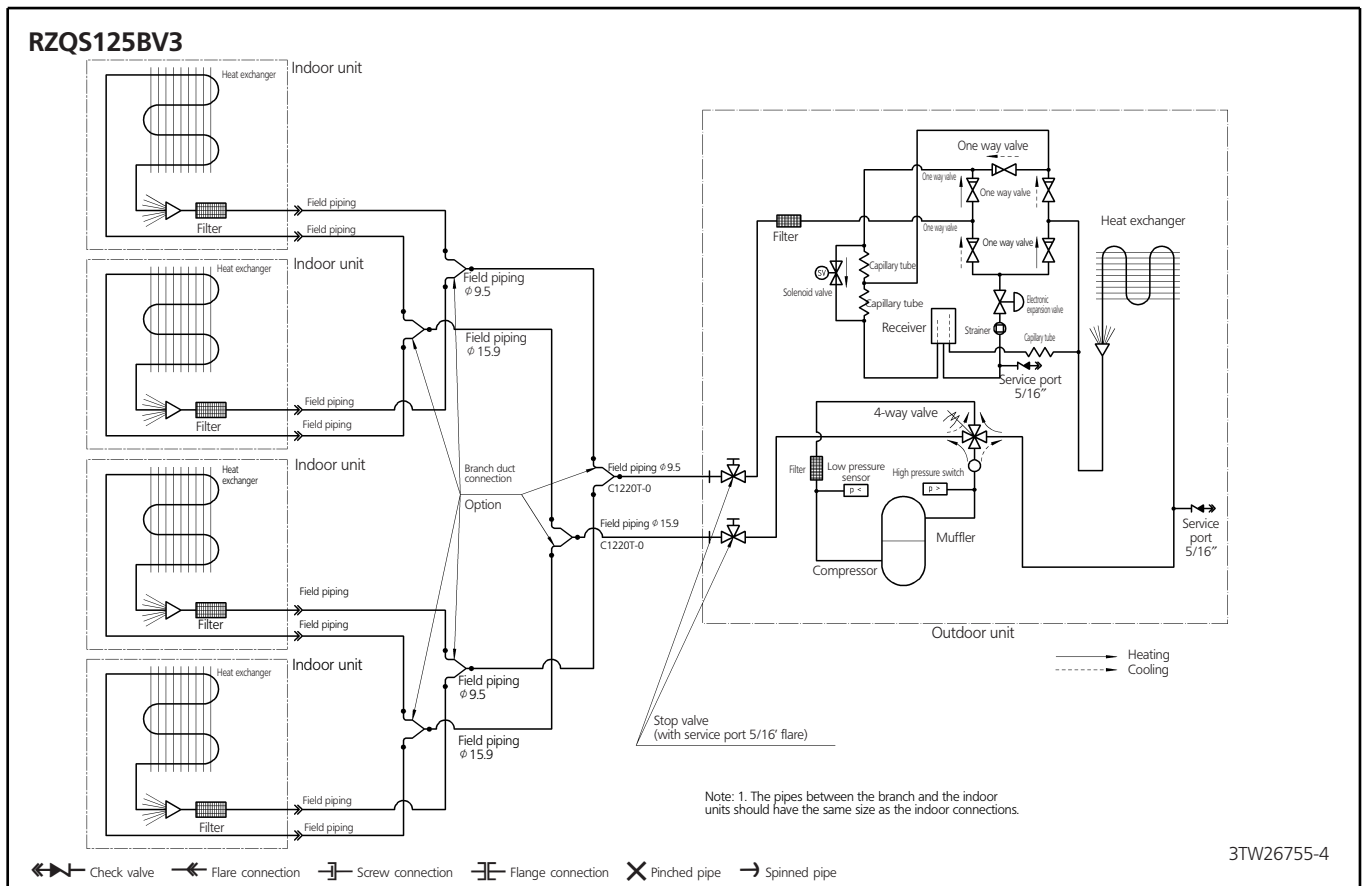 RZQS125BV3
Indoor unit
Heat exchanger
Filter
Field piping
Field piping
Indoor unit
Heat exchanger
Filter
Field piping
Field piping
Indoor unit
Heat
exchanger
Filter
Field piping
Field piping
Indoor unit
Heat exchanger
Filter
Field piping
Field piping
Field piping
ϕ 9.5
Field piping
ϕ 15.9
Branch duct
connection
Option
Field piping
ϕ 9.5
Field piping
ϕ 15.9
Field piping ϕ 9.5
C1220T-0
Field piping ϕ 15.9
C1220T-0
Stop valve
(with service port 5/16' flare)
One way valve
One way valve
One way valve
One way valve
One way valve
Filter
SV
Solenoid valve
Capillary tube
Capillary tube
Receiver
Electronic
expansion valve
Strainer
Capillary tube
Service port
5/16″
Heat exchanger
4-way valve
Filter
Low pressure
sensor
p <
High pressure switch
p >
Muffler
Compressor
Service
port
5/16″
Outdoor unit
Heating
Cooling
Note: 1. The pipes between the branch and the indoor
units should have the same size as the indoor connections.
3TW26755-4
Check valve
Flare connection
Screw connection
Flange connection
Pinched pipe
Spinned pipe